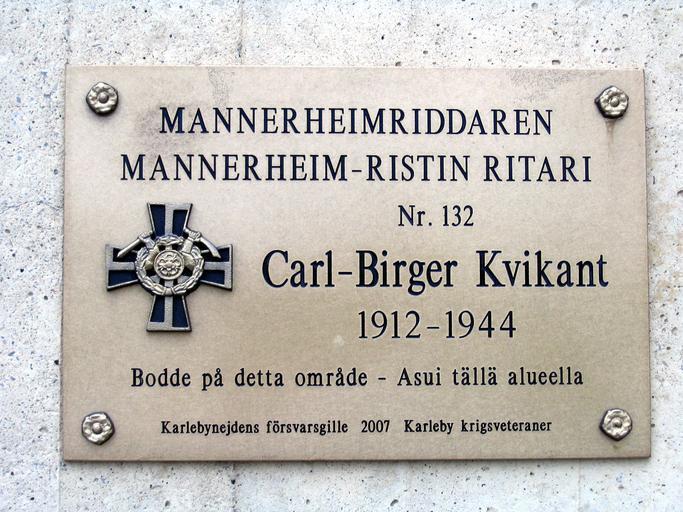 MANNERHEIMRIDDAREN
MANNERHEIM-RISTIN RITARI
Nr. 132
Carl-Birger Kvikant
1912-1944
Bodde på detta område - Asui tällä alueella
Karlebynejdens försvarsgille 2007 Karleby krigsveteraner